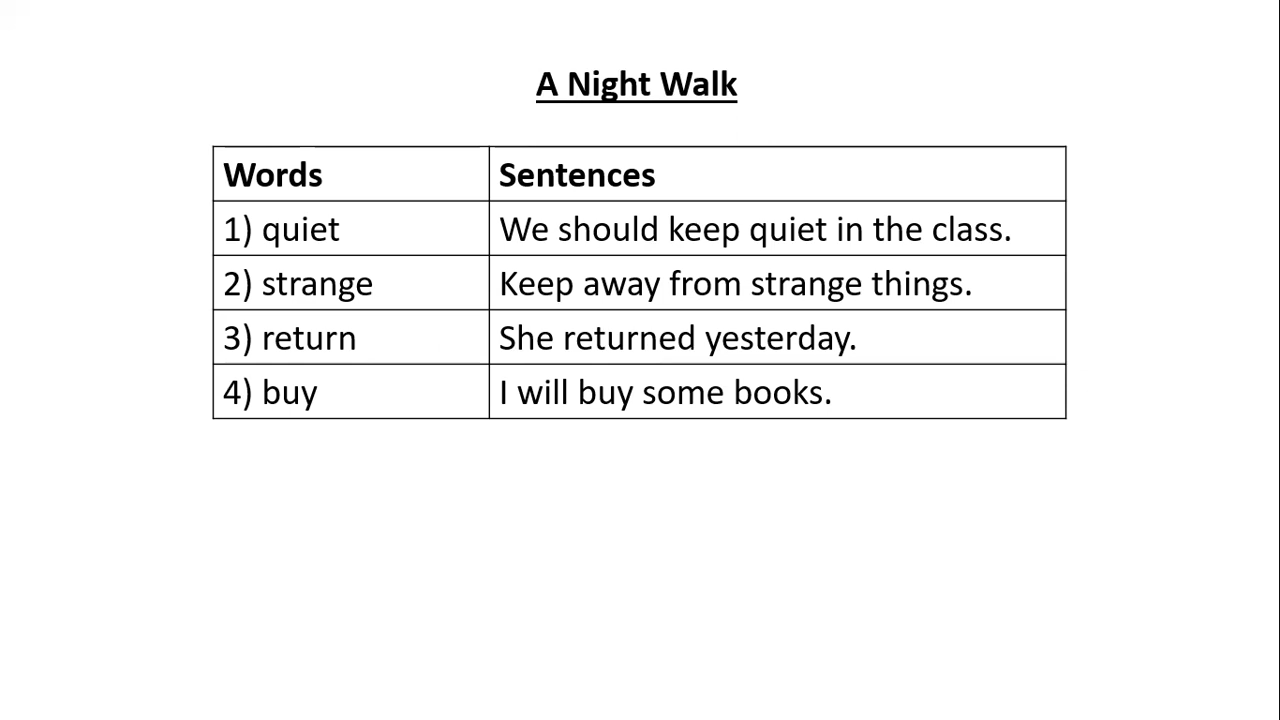 A Night Walk
Words Sentences
1) quiet We should keep quiet in the class.
2) strange Keep away from strange things.
3) return She returned yesterday.
4) buy I will buy some books.